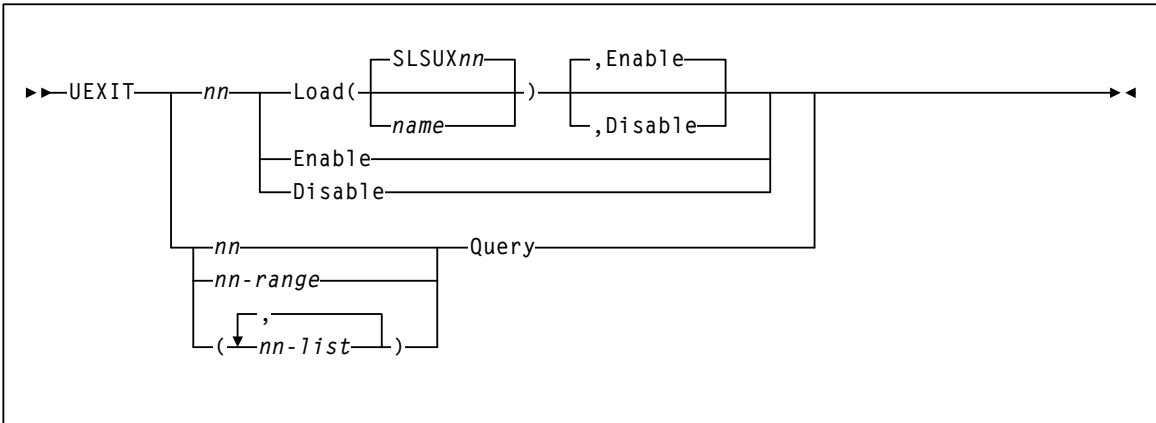 SLSUXnn ,Enable
UEXIT nn Load( )
name ,Disable
Enable
Disable
nn Query
nn-range
,
( nn-list )